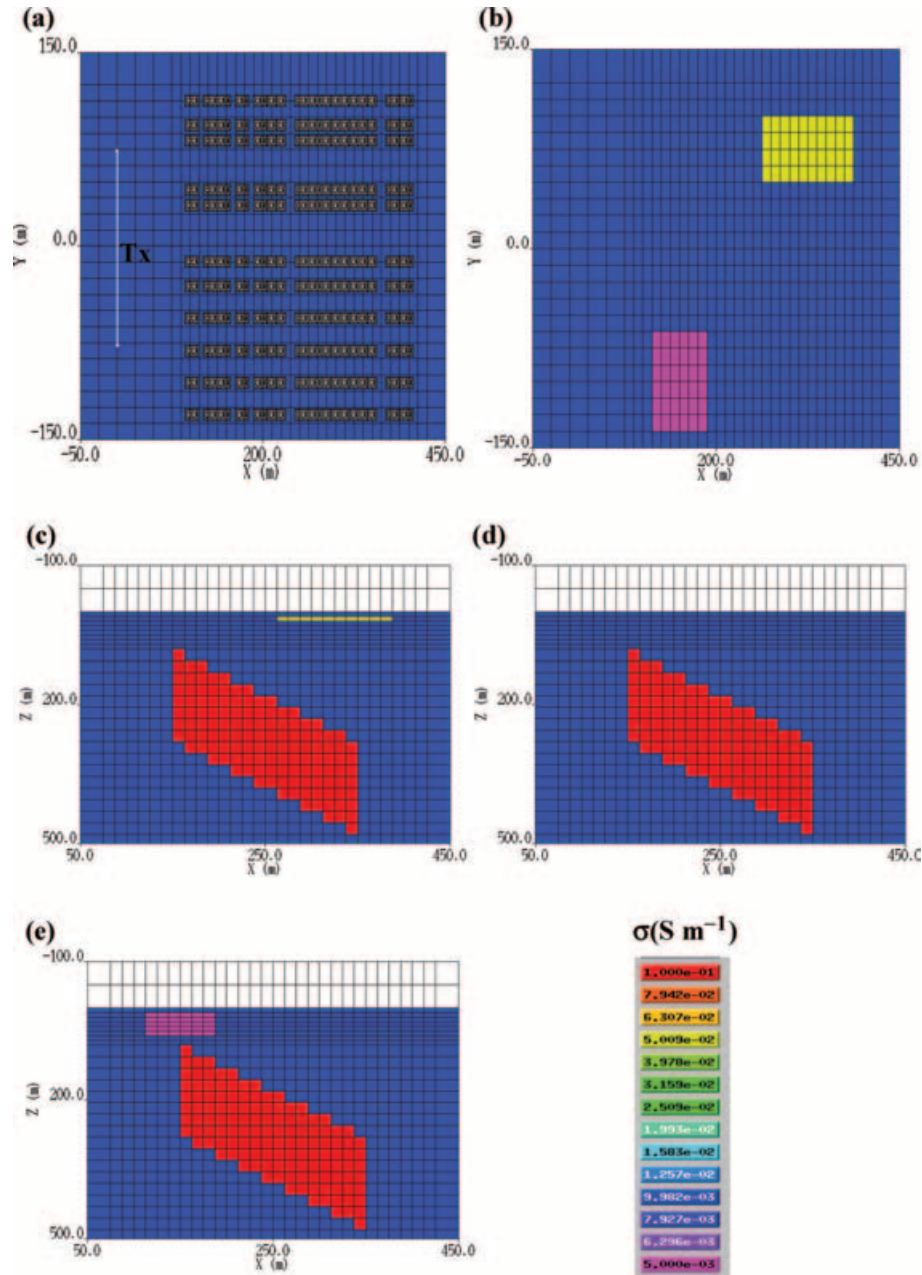 (a)
150.0
Y (m)
0.0
Tx
-150.0
-50.0
200.0
X (m)
450.0
(b)
150.0
Y (m)
0.0
-150.0
-50.0
200.0
X (m)
450.0
(c)
-100.0
Z (m)
200.0
500.0
50.0
250.0
X (m)
450.0
(d)
-100.0
Z (m)
200.0
500.0
50.0
250.0
X (m)
450.0
(e)
-100.0
Z (m)
200.0
500.0
50.0
250.0
X (m)
450.0
σ(S m⁻¹)
1.000e-01
7.942e-02
6.307e-02
5.009e-02
3.978e-02
3.159e-02
2.509e-02
1.993e-02
1.583e-02
1.257e-02
9.982e-03
7.927e-03
6.296e-03
5.000e-03